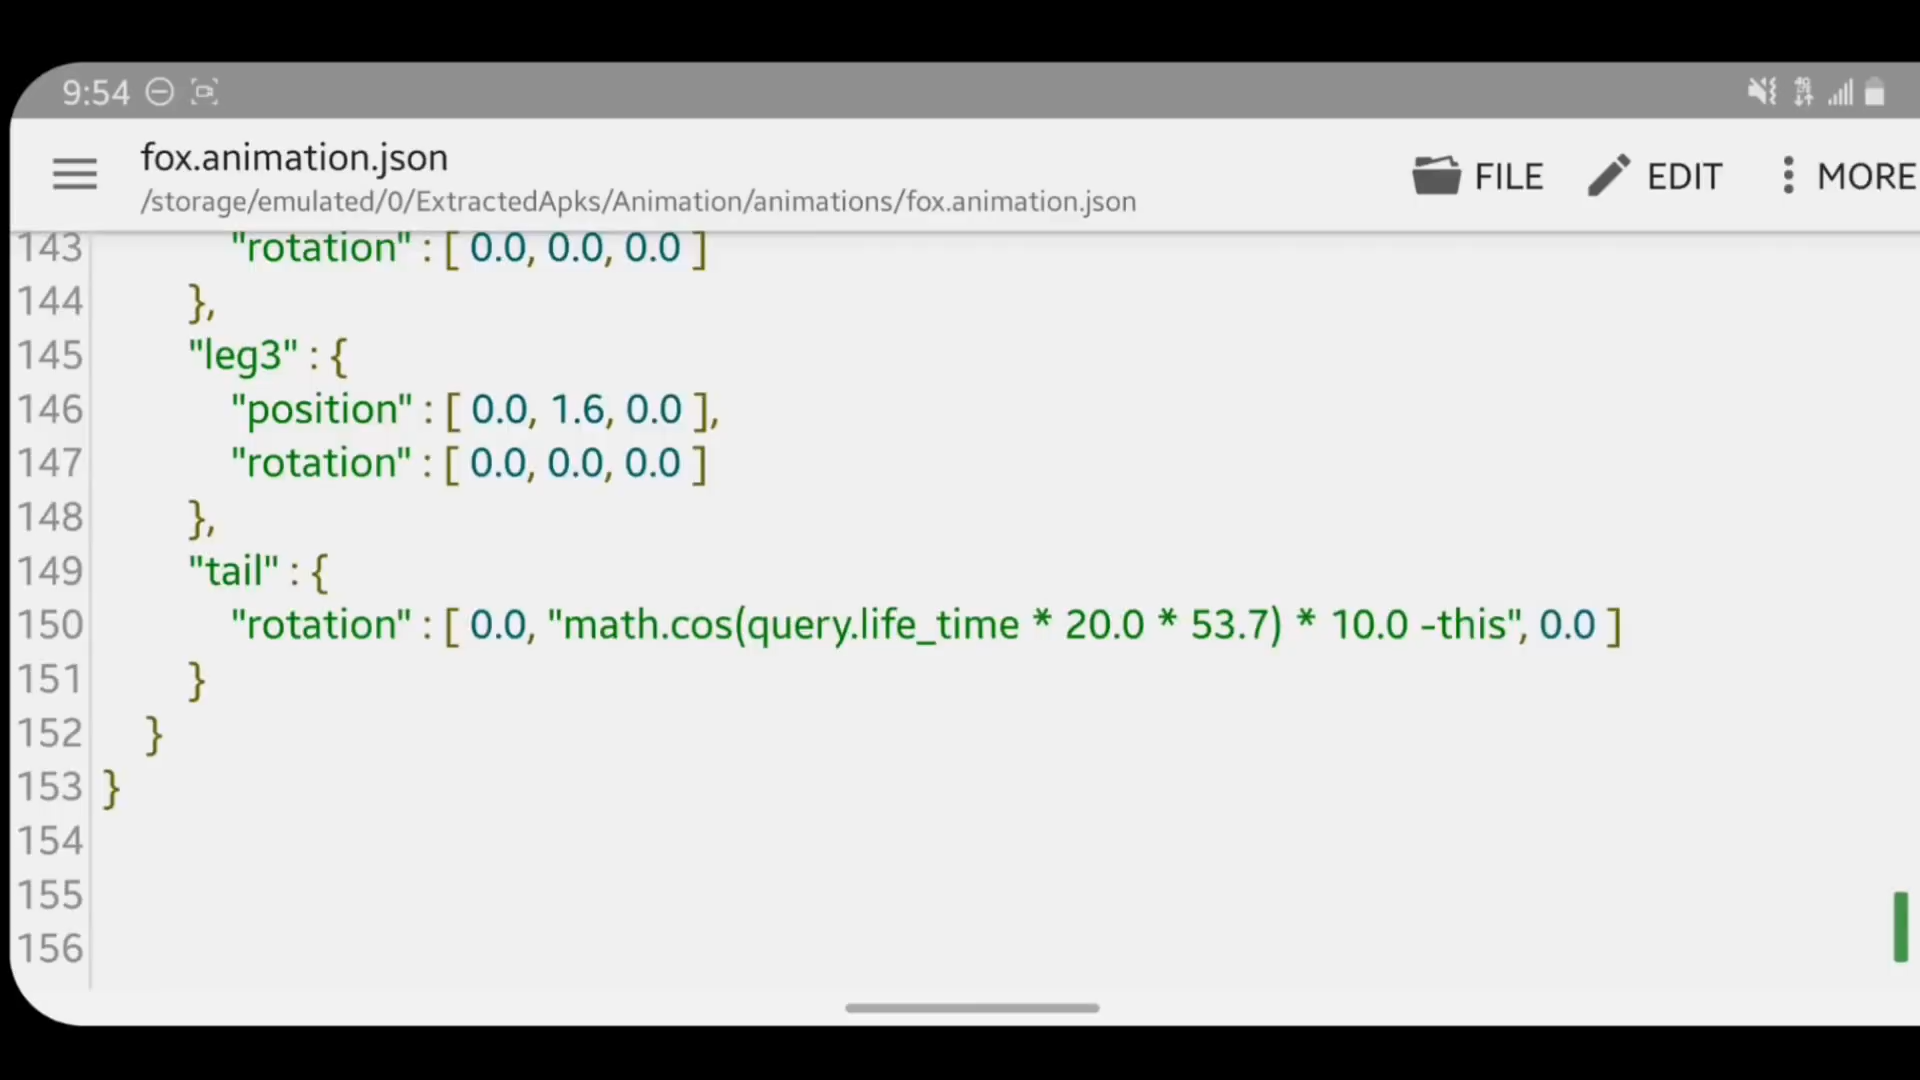 9:54
fox.animation.json
/storage/emulated/0/ExtractedApks/Animation/animations/fox.animation.json
FILE EDIT MORE
143 "rotation" : [ 0.0, 0.0, 0.0 ]
144 },
145 "leg3" : {
146 "position" : [ 0.0, 1.6, 0.0 ],
147 "rotation" : [ 0.0, 0.0, 0.0 ]
148 },
149 "tail" : {
150 "rotation" : [ 0.0, "math.cos(query.life_time * 20.0 * 53.7) * 10.0 -this", 0.0 ]
151 }
152 }
153 }
154
155
156